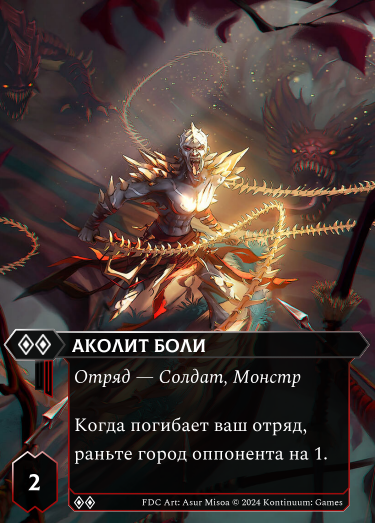 АКОЛИТ БОЛИ
Отряд — Солдат, Монстр
Когда погибает ваш отряд,
раньте город оппонента на 1.
2
FDC Art: Asur Misoa © 2024 Kontinuum: Games